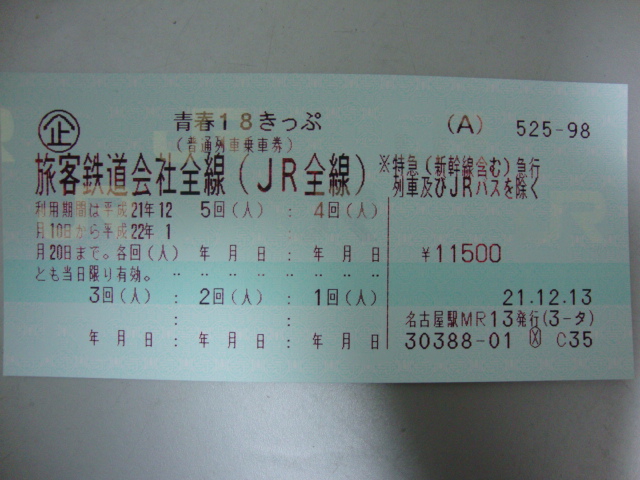 企 青春18きっぷ (A) 525-98
(普通列車乗車券)
旅客鉄道会社全線(JR全線)
※特急(新幹線含む)急行
列車及びJRバスを除く
利用期間は平成21年12
月10日から平成22年 1
月20日まで。各回(人)
とも当日限り有効。
5回(人) : 4回(人)
:
年 月 日 : 年 月 日
3回(人) : 2回(人) : 1回(人)
: :
年 月 日 : 年 月 日 : 年 月 日
¥11500
21.12.13
名古屋駅MR13発行(3-タ)
30388-01 ⓧ C35